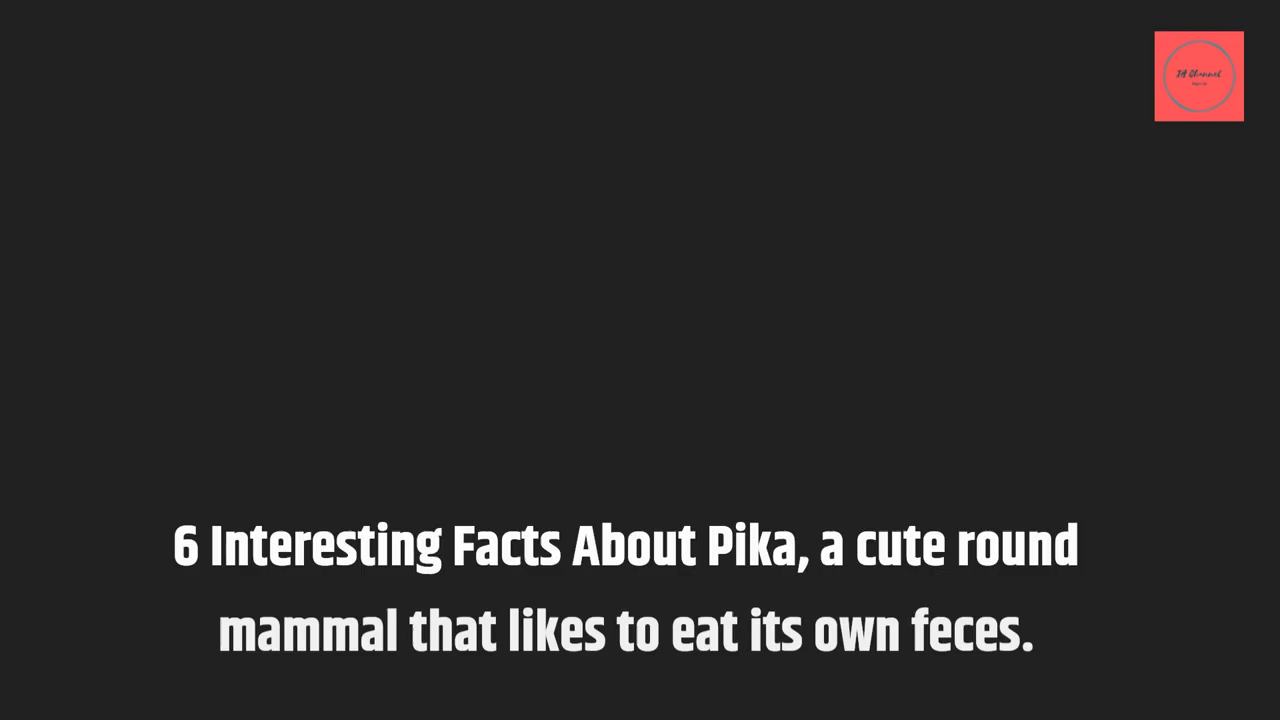 6 Interesting Facts About Pika, a cute round
mammal that likes to eat its own feces.